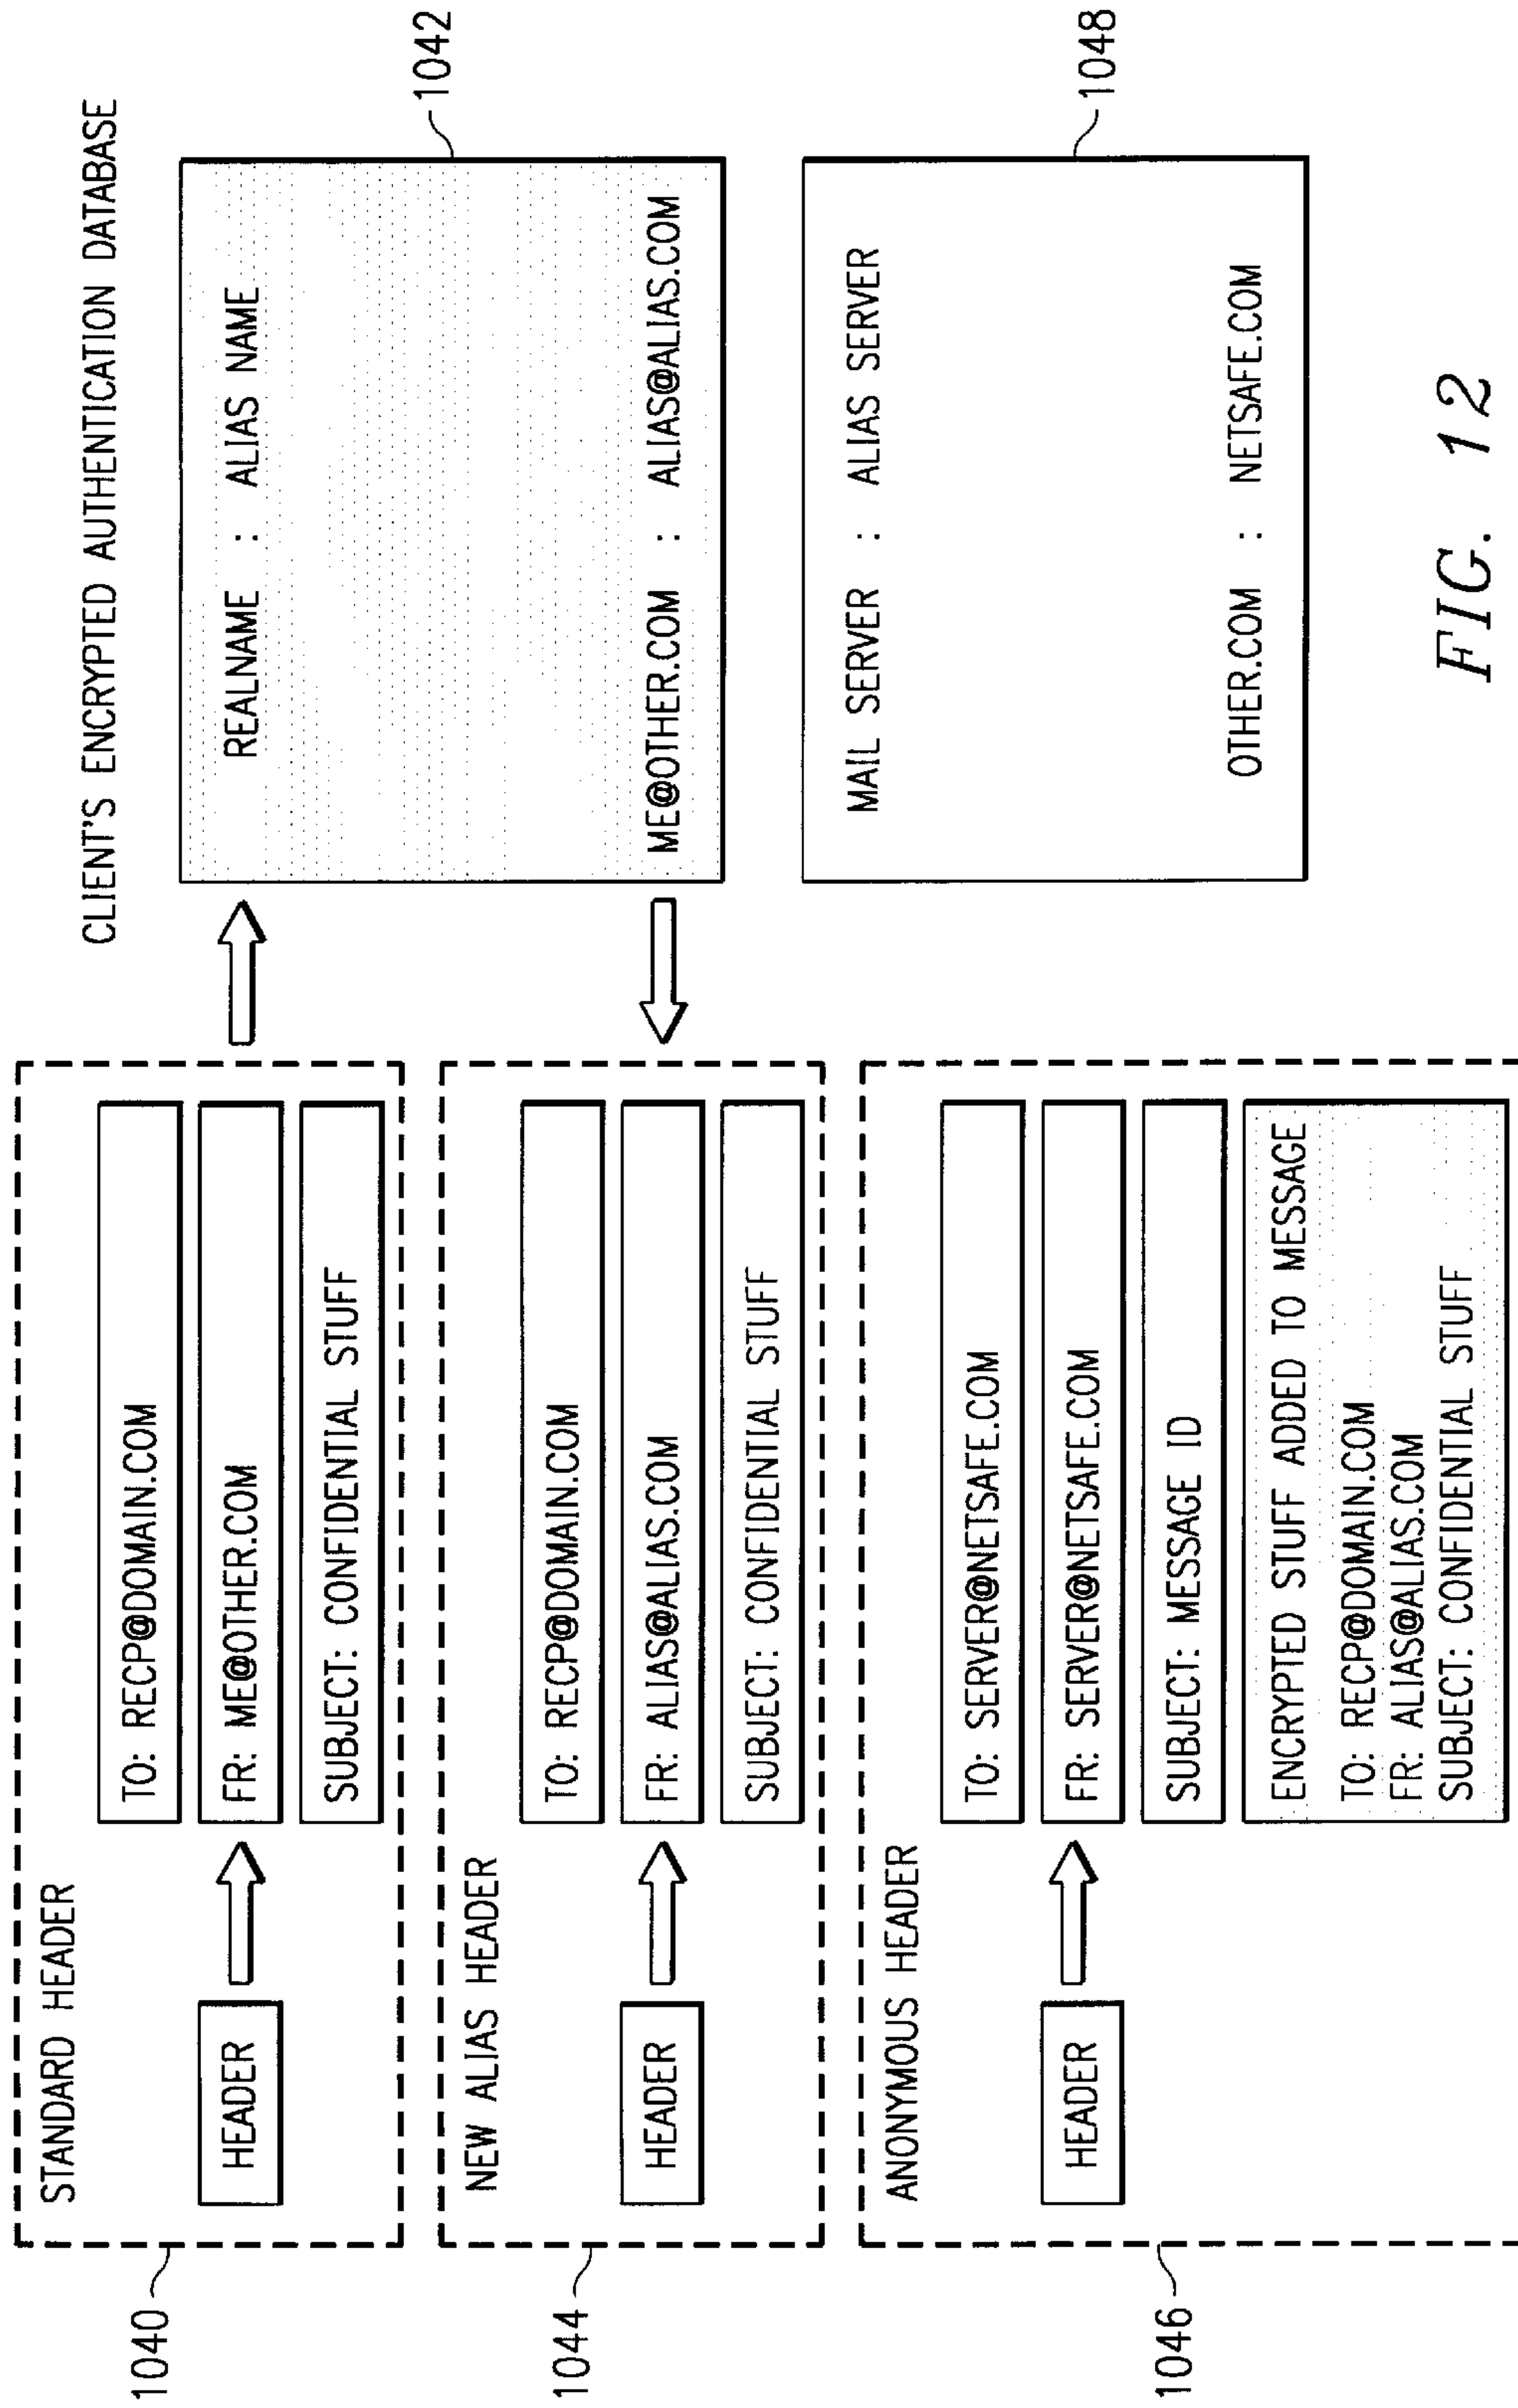 1040
STANDARD HEADER
HEADER
TO: RECP@DOMAIN.COM
FR: ME@OTHER.COM
SUBJECT: CONFIDENTIAL STUFF
CLIENT'S ENCRYPTED AUTHENTICATION DATABASE
REALNAME : ALIAS NAME
ME@OTHER.COM : ALIAS@ALIAS.COM
1042
1044
NEW ALIAS HEADER
HEADER
TO: RECP@DOMAIN.COM
FR: ALIAS@ALIAS.COM
SUBJECT: CONFIDENTIAL STUFF
1046
ANONYMOUS HEADER
HEADER
TO: SERVER@NETSAFE.COM
FR: SERVER@NETSAFE.COM
SUBJECT: MESSAGE ID
ENCRYPTED STUFF ADDED TO MESSAGE
TO: RECP@DOMAIN.COM
FR: ALIAS@ALIAS.COM
SUBJECT: CONFIDENTIAL STUFF
MAIL SERVER : ALIAS SERVER
OTHER.COM : NETSAFE.COM
1048
FIG. 12